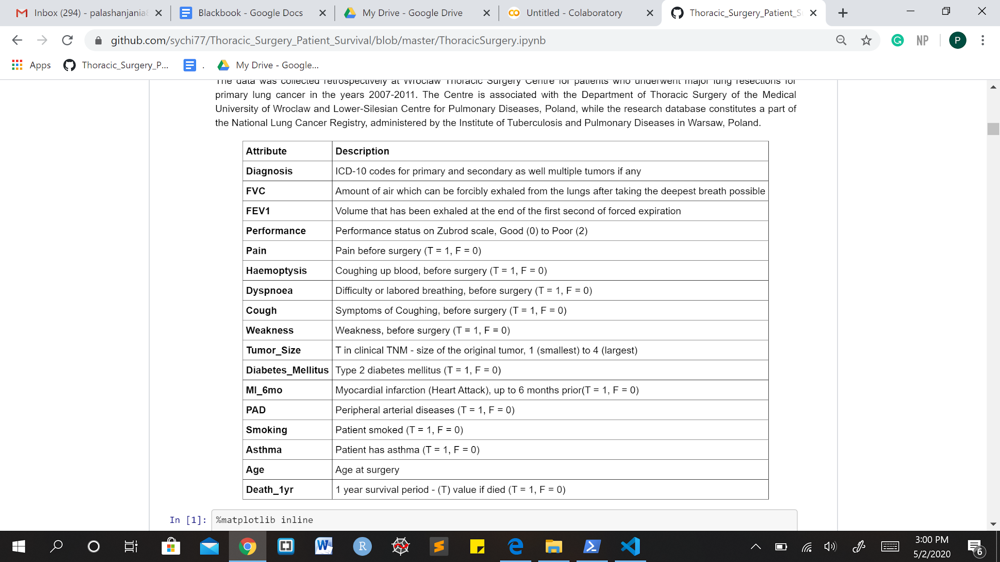 Inbox (294) - palashanjania
Blackbook - Google Docs
My Drive - Google Drive
Untitled - Colaboratory
Thoracic_Surgery_Patient_S
github.com/sychi77/Thoracic_Surgery_Patient_Survival/blob/master/ThoracicSurgery.ipynb
NP
P
Apps
Thoracic_Surgery_P...
.
My Drive - Google...
The data was collected retrospectively at Wroclaw Thoracic Surgery Centre for patients who underwent major lung resections for
primary lung cancer in the years 2007-2011. The Centre is associated with the Department of Thoracic Surgery of the Medical
University of Wroclaw and Lower-Silesian Centre for Pulmonary Diseases, Poland, while the research database constitutes a part of
the National Lung Cancer Registry, administered by the Institute of Tuberculosis and Pulmonary Diseases in Warsaw, Poland.
Attribute Description
Diagnosis ICD-10 codes for primary and secondary as well multiple tumors if any
FVC Amount of air which can be forcibly exhaled from the lungs after taking the deepest breath possible
FEV1 Volume that has been exhaled at the end of the first second of forced expiration
Performance Performance status on Zubrod scale, Good (0) to Poor (2)
Pain Pain before surgery (T = 1, F = 0)
Haemoptysis Coughing up blood, before surgery (T = 1, F = 0)
Dyspnoea Difficulty or labored breathing, before surgery (T = 1, F = 0)
Cough Symptoms of Coughing, before surgery (T = 1, F = 0)
Weakness Weakness, before surgery (T = 1, F = 0)
Tumor_Size T in clinical TNM - size of the original tumor, 1 (smallest) to 4 (largest)
Diabetes_Mellitus Type 2 diabetes mellitus (T = 1, F = 0)
MI_6mo Myocardial infarction (Heart Attack), up to 6 months prior(T = 1, F = 0)
PAD Peripheral arterial diseases (T = 1, F = 0)
Smoking Patient smoked (T = 1, F = 0)
Asthma Patient has asthma (T = 1, F = 0)
Age Age at surgery
Death_1yr 1 year survival period - (T) value if died (T = 1, F = 0)
In [1]: %matplotlib inline
3:00 PM
5/2/2020
6